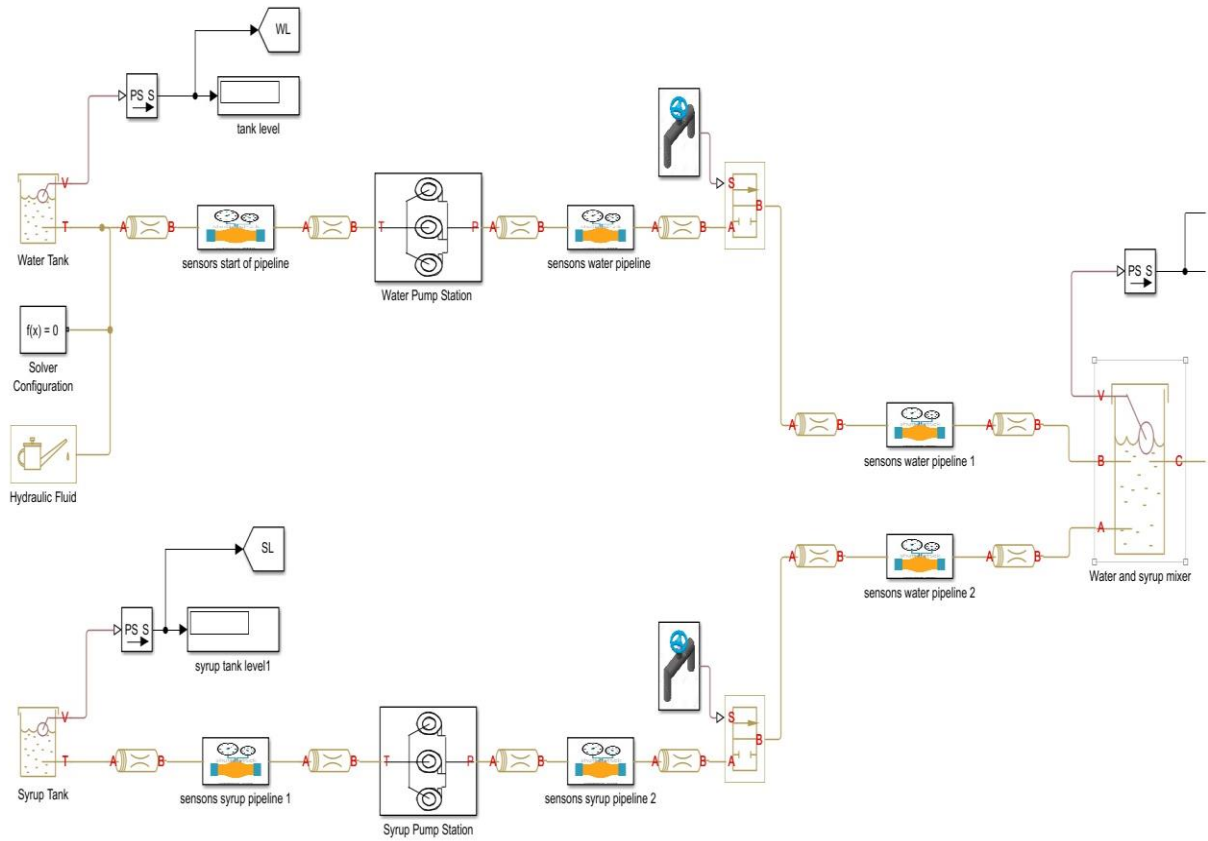 WL
PS S
tank level
V
T
Water Tank
A B
sensors start of pipeline
A B
T P
Water Pump Station
A B
sensons water pipeline
A B
S
A B
f(x) = 0
Solver
Configuration
Hydraulic Fluid
A B
sensons water pipeline 1
A B
PS S
V
B C
A
Water and syrup mixer
A B
sensons water pipeline 2
A B
SL
PS S
syrup tank level1
V
T
Syrup Tank
A B
sensons syrup pipeline 1
A B
T P
Syrup Pump Station
A B
sensons syrup pipeline 2
A B
S
A B